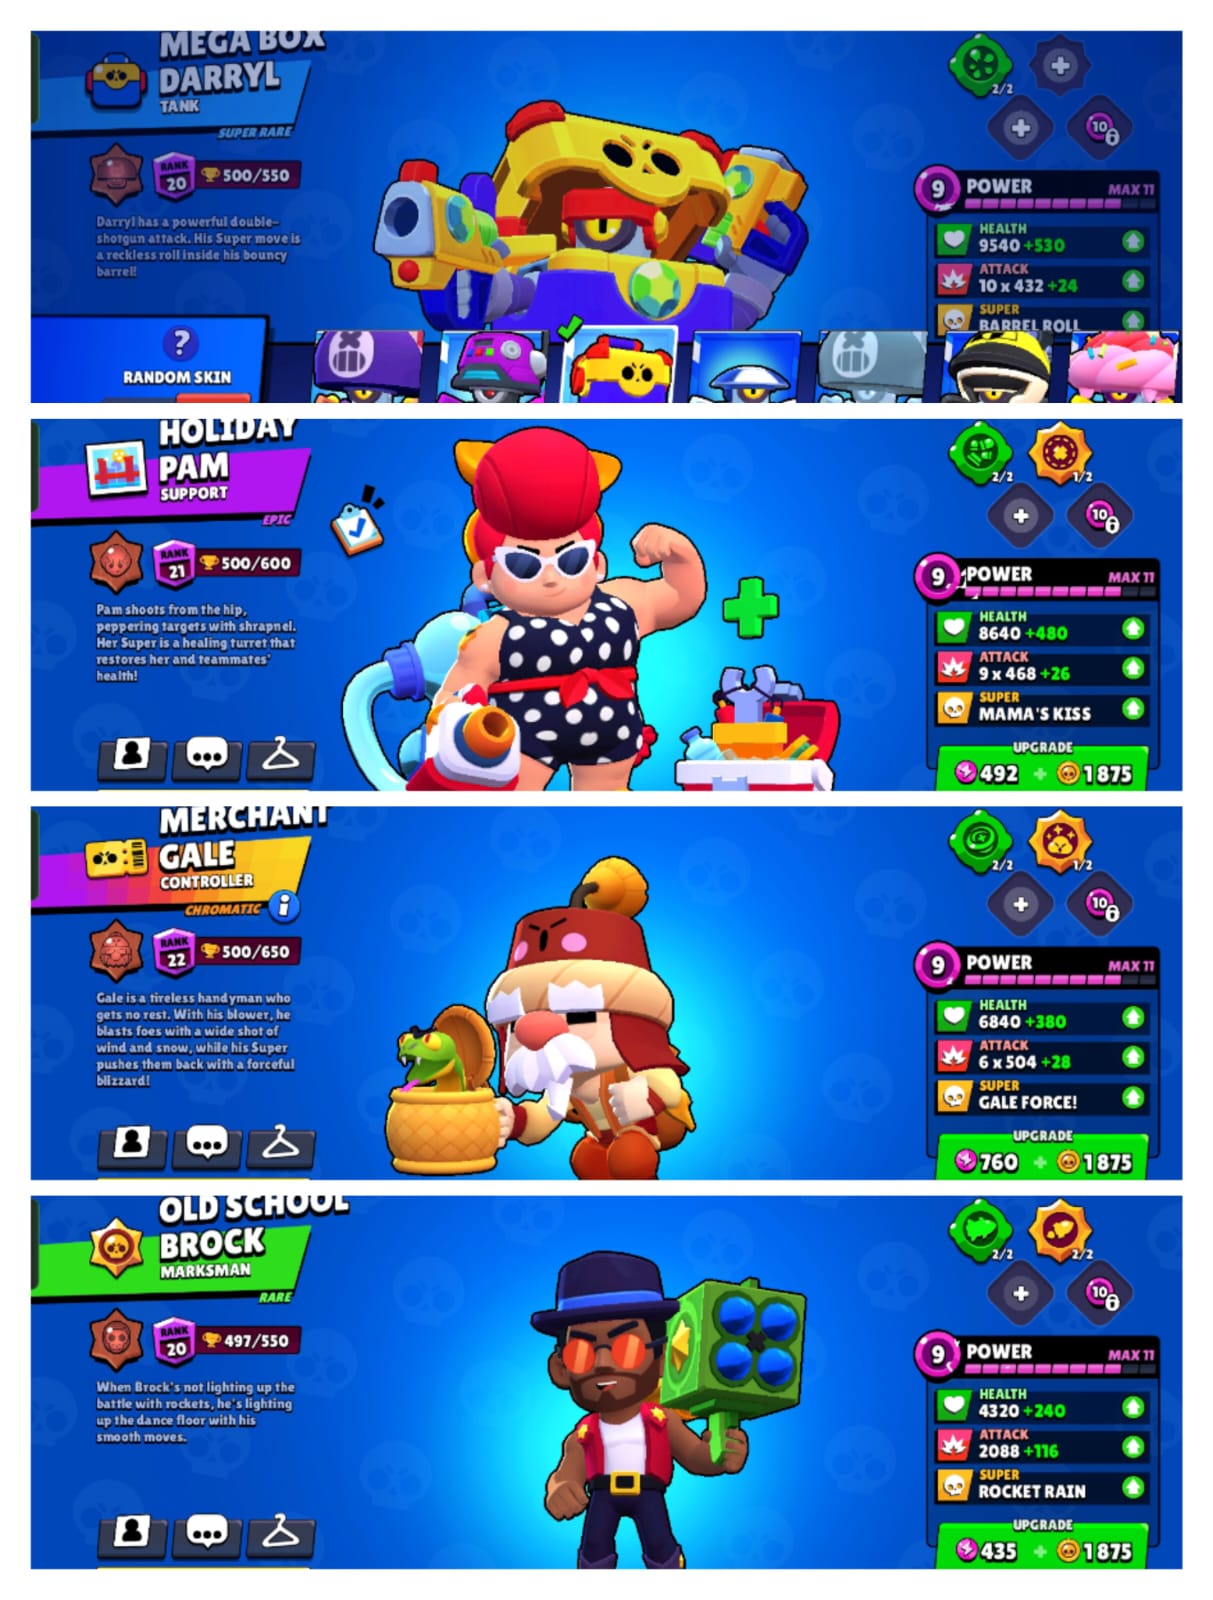 MEGA BOX
DARRYL
TANK
SUPER RARE
RANK
20
500/550
Darryl has a powerful double-
shotgun attack. His Super move is
a reckless roll inside his bouncy
barrel!
?
RANDOM SKIN
2/2
10
9
POWER
MAX 11
HEALTH
9540 +530
ATTACK
10 x 432 +24
SUPER
BARREL ROLL
HOLIDAY
PAM
SUPPORT
EPIC
RANK
21
500/600
Pam shoots from the hip,
peppering targets with shrapnel.
Her Super is a healing turret that
restores her and teammates'
health!
2/2
1/2
10
9
POWER
MAX 11
HEALTH
8640 +480
ATTACK
9 x 468 +26
SUPER
MAMA'S KISS
UPGRADE
492 + 1875
MERCHANT
GALE
CONTROLLER
CHROMATIC
i
RANK
22
500/650
Gale is a tireless handyman who
gets no rest. With his blower, he
blasts foes with a wide shot of
wind and snow, while his Super
pushes them back with a forceful
blizzard!
2/2
1/2
10
9
POWER
MAX 11
HEALTH
6840 +380
ATTACK
6 x 504 +28
SUPER
GALE FORCE!
UPGRADE
760 + 1875
OLD SCHOOL
BROCK
MARKSMAN
RARE
RANK
20
497/550
When Brock's not lighting up the
battle with rockets, he's lighting
up the dance floor with his
smooth moves.
2/2
2/2
10
9
POWER
MAX 11
HEALTH
4320 +240
ATTACK
2088 +116
SUPER
ROCKET RAIN
UPGRADE
435 + 1875